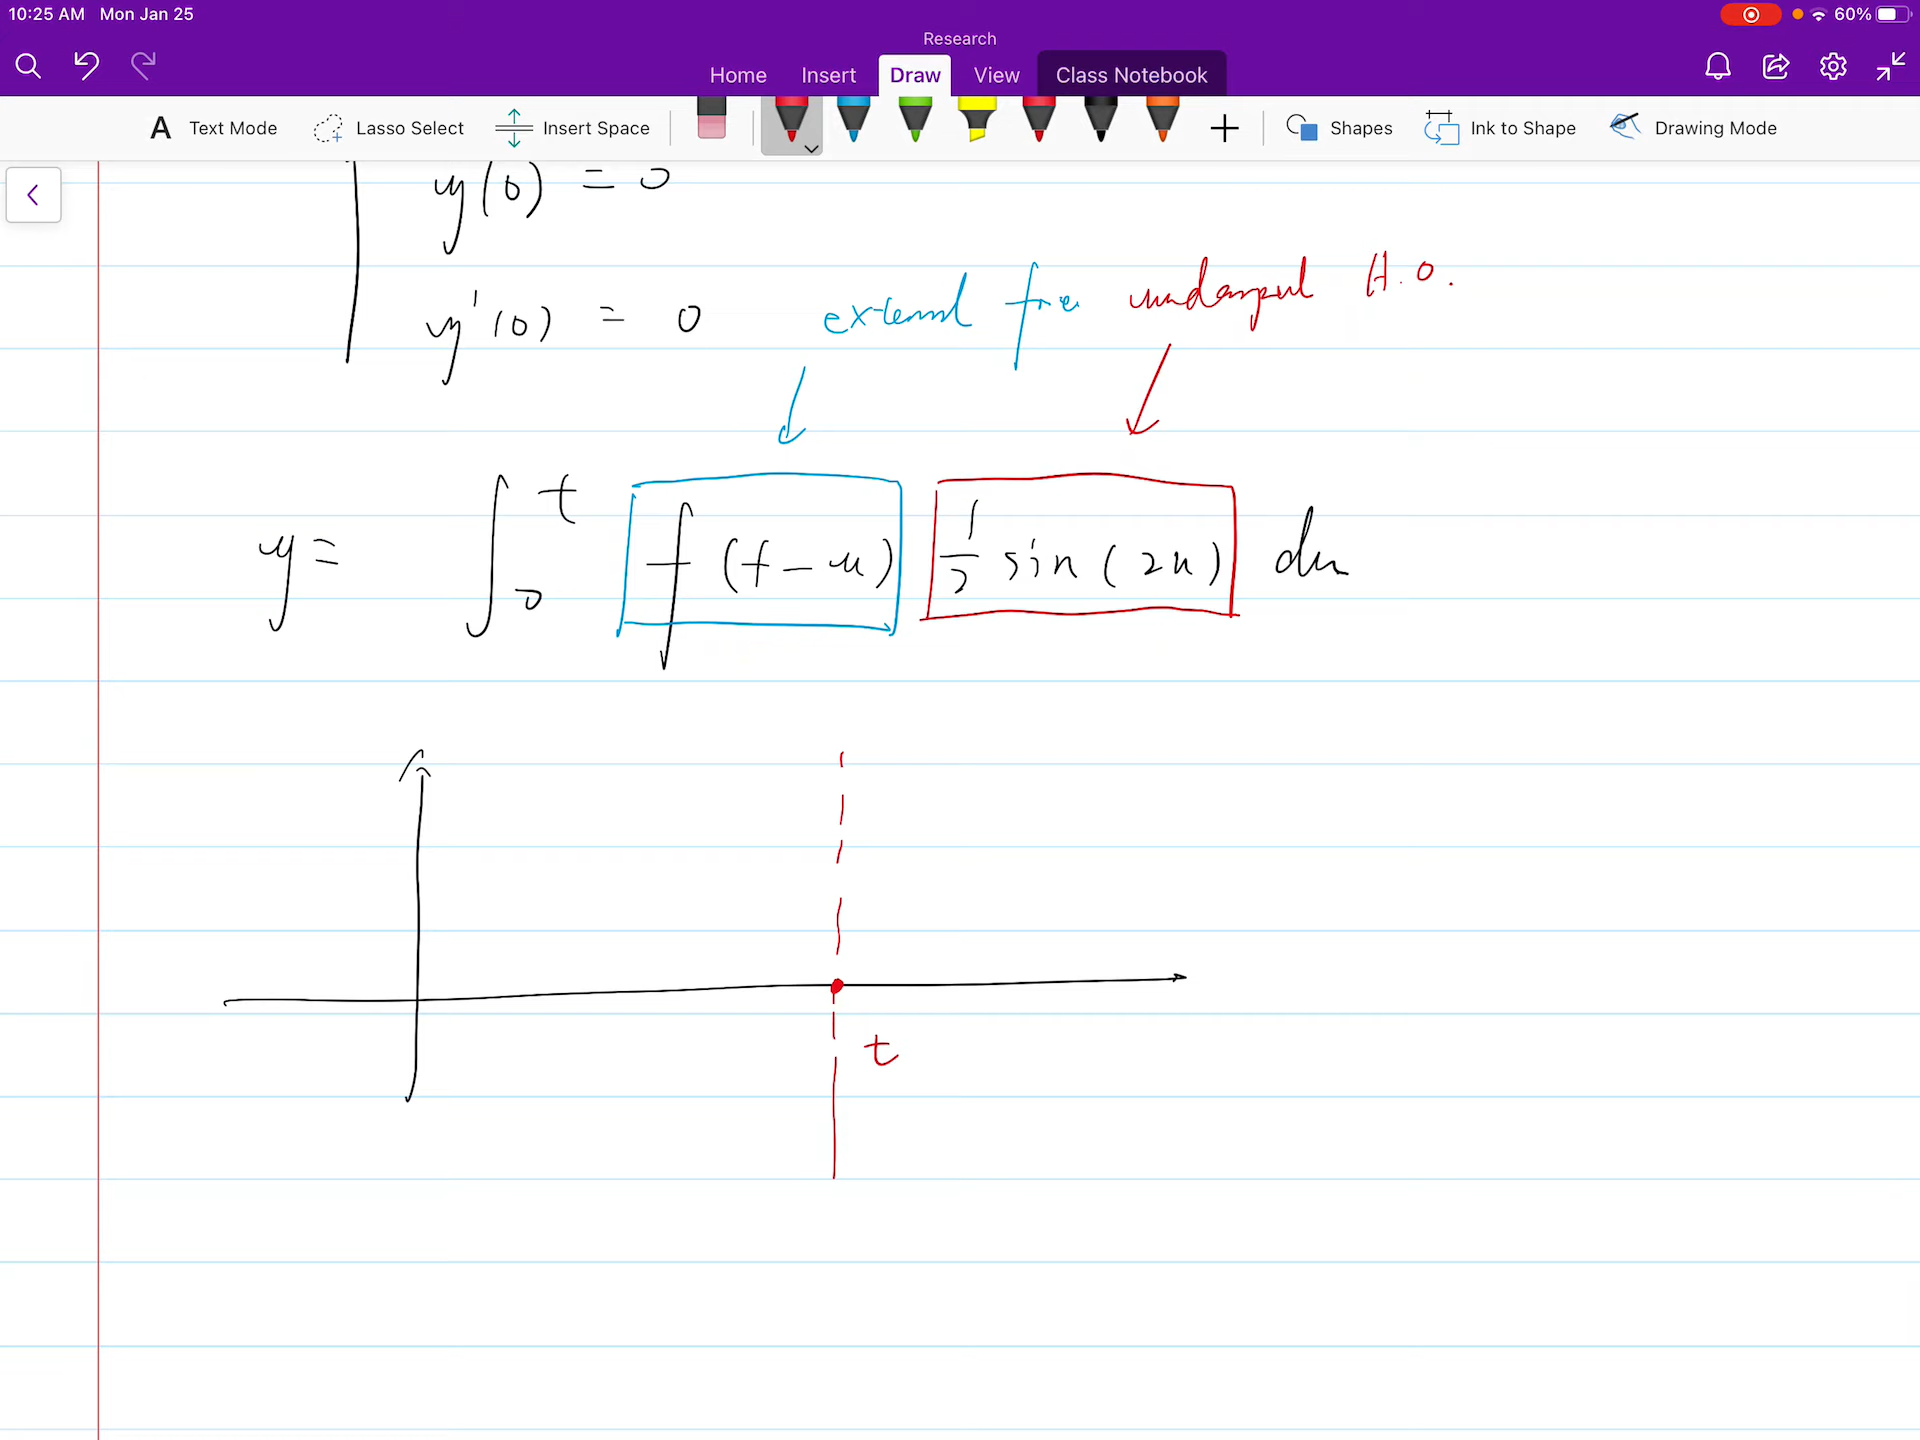 10:25 AM Mon Jan 25
60%
Research
Home Insert Draw View Class Notebook
A Text Mode Lasso Select Insert Space Shapes Ink to Shape Drawing Mode
y(0) = 0
y'(0) = 0
external force undamped H.O.
y = ∫₀ᵗ f(t-u) 1/2 sin(2u) du
t